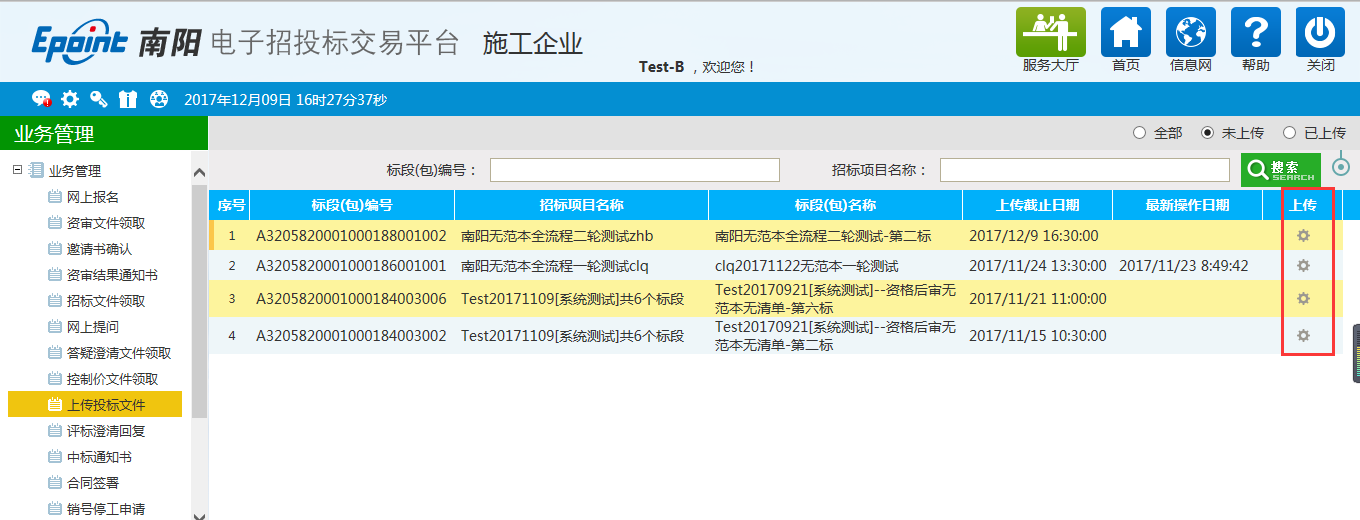 Epoint 南阳 电子招投标交易平台 施工企业
Test-B ，欢迎您！
服务大厅 首页 信息网 帮助 关闭
2017年12月09日 16时27分37秒
业务管理
全部 未上传 已上传
标段(包)编号： 招标项目名称： 搜索 SEARCH
业务管理
网上报名
资审文件领取
邀请书确认
资审结果通知书
招标文件领取
网上提问
答疑澄清文件领取
控制价文件领取
上传投标文件
评标澄清回复
中标通知书
合同签署
销号停工申请
序号 标段(包)编号 招标项目名称 标段(包)名称 上传截止日期 最新操作日期 上传
1 A3205820001000188001002 南阳无范本全流程二轮测试zhb 南阳无范本全流程二轮测试-第二标 2017/12/9 16:30:00
2 A3205820001000186001001 南阳无范本全流程一轮测试clq clq20171122无范本一轮测试 2017/11/24 13:30:00 2017/11/23 8:49:42
3 A3205820001000184003006 Test20171109[系统测试]共6个标段 Test20170921[系统测试]--资格后审无
范本无清单-第六标 2017/11/21 11:00:00
4 A3205820001000184003002 Test20171109[系统测试]共6个标段 Test20170921[系统测试]--资格后审无
范本无清单-第二标 2017/11/15 10:30:00